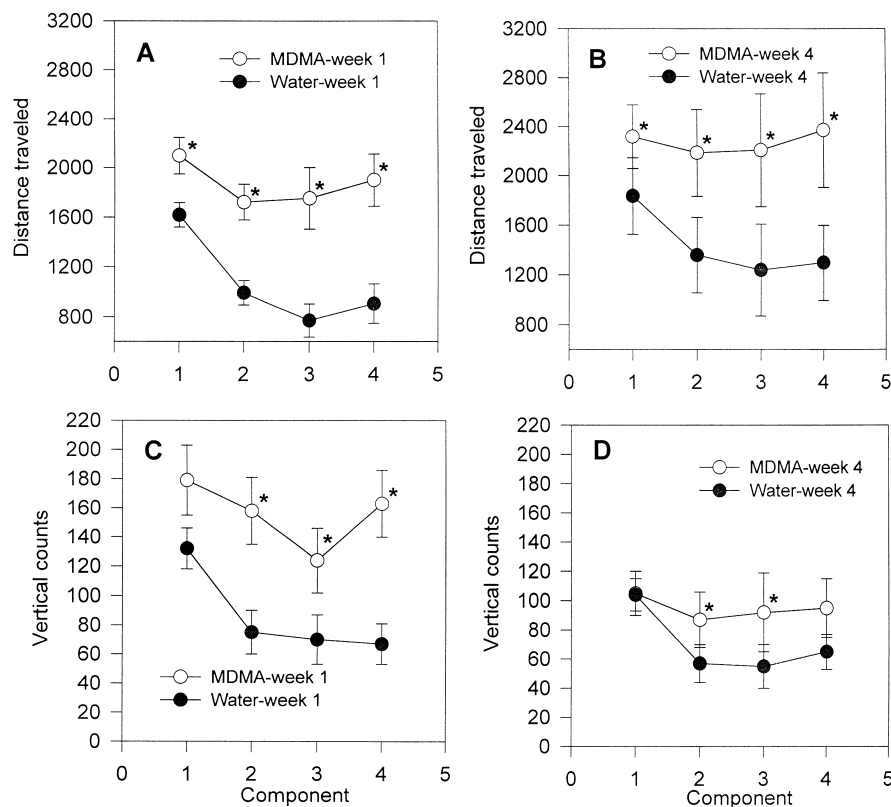 A
MDMA-week 1
Water-week 1
Distance traveled
3200
2800
2400
2000
1600
1200
800
* * * *
0 1 2 3 4 5
B
MDMA-week 4
Water-week 4
Distance traveled
3200
2800
2400
2000
1600
1200
800
* * * *
0 1 2 3 4 5
C
Vertical counts
220
200
180
160
140
120
100
80
60
40
20
0
* * *
MDMA-week 1
Water-week 1
0 1 2 3 4 5
Component
D
MDMA-week 4
Water-week 4
Vertical counts
220
200
180
160
140
120
100
80
60
40
20
0
* *
0 1 2 3 4 5
Component